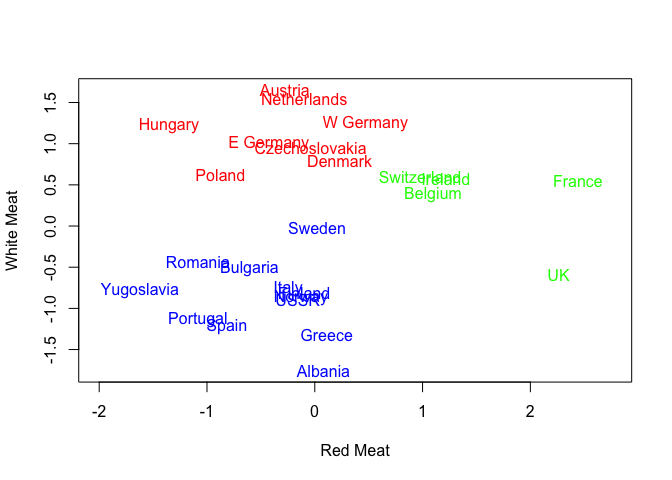 Austria
Netherlands
Hungary
W Germany
E Germany
Czechoslovakia
Denmark
Poland
Switzerland
Ireland
France
Belgium
Sweden
Romania
Bulgaria
UK
Italy
Yugoslavia
Finland
Norway
USSR
Portugal
Spain
Greece
Albania
White Meat
1.5
1.0
0.5
0.0
-0.5
-1.0
-1.5
-2
-1
0
1
2
Red Meat